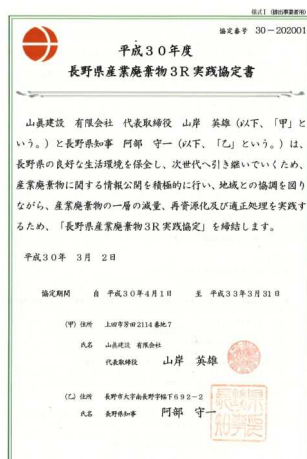 様式1 (排出事業者用)
協定番号 30-202001
平成30年度
長野県産業廃棄物3R実践協定書
山眞建設 有限会社 代表取締役 山岸 英雄(以下、「甲」と
いう。)と長野県知事 阿部 守一(以下、「乙」という。)は、
長野県の良好な生活環境を保全し、次世代へ引き継いでいくため、
産業廃棄物に関する情報公開を積極的に行い、地域との協調を図り
ながら、産業廃棄物の一層の減量、再資源化及び適正処理を実践す
るため、「長野県産業廃棄物3R実践協定」を締結します。
平成30年 3月 2日
協定期間 自 平成30年4月1日 至 平成33年3月31日
(甲) 住所 上田市芳田2114番地7
氏名 山眞建設 有限会社
代表取締役 山岸 英雄
(乙) 住所 長野市大字南長野字幅下692-2
氏名 長野県知事 阿部 守一